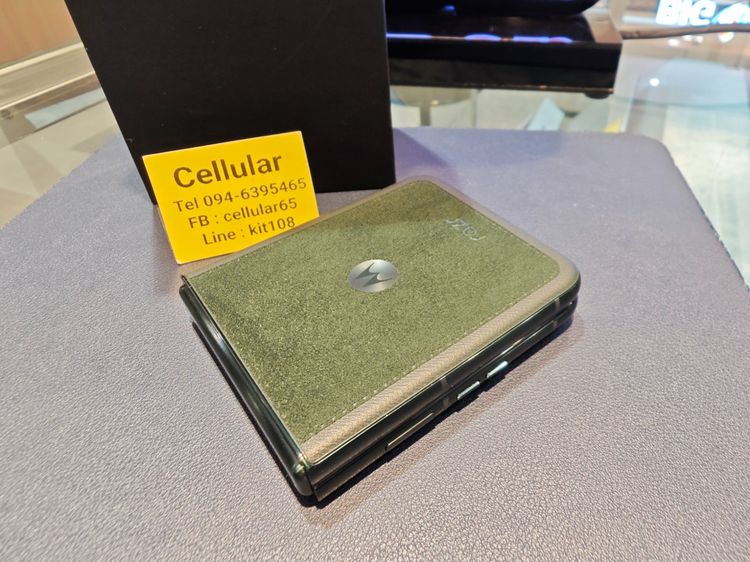 Cellular
Tel 094-6395465
FB : cellular65
Line : kit108
razr